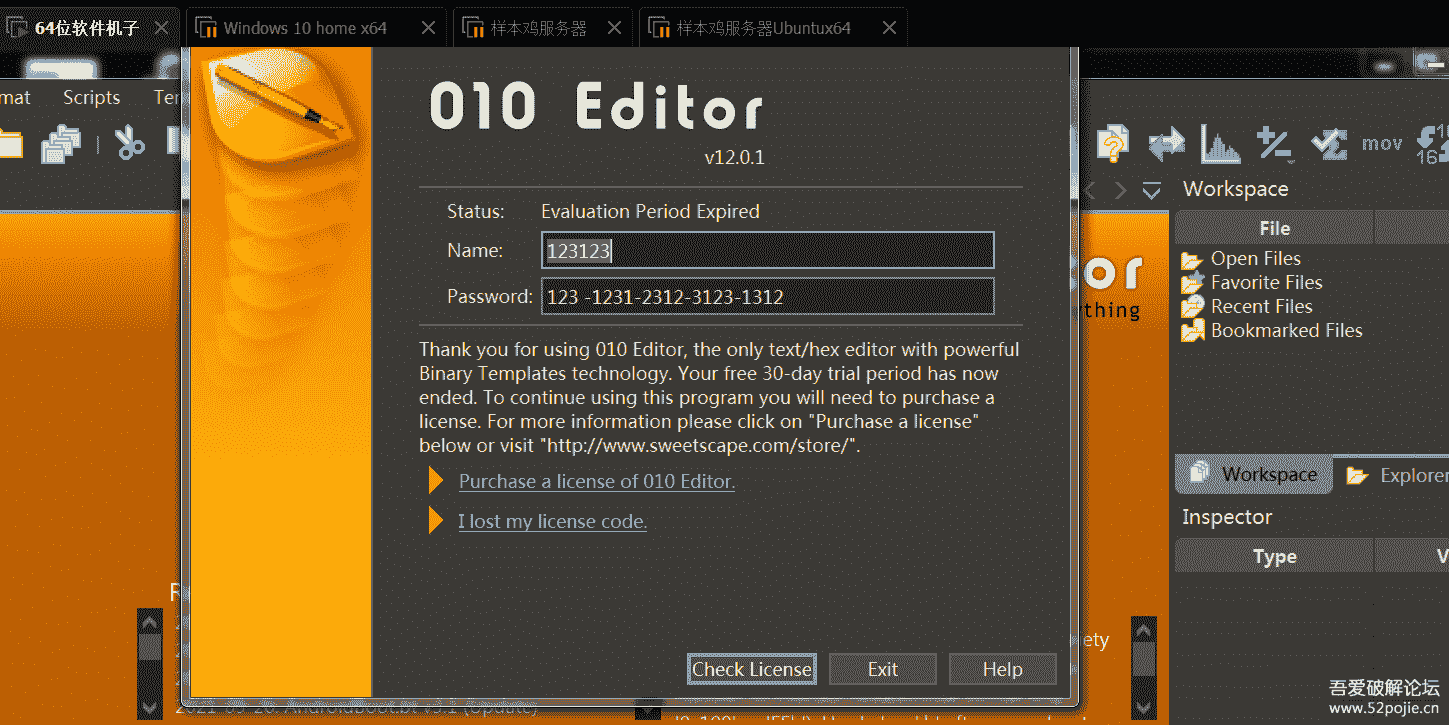 64位软件机子
Windows 10 home x64
样本鸡服务器
样本鸡服务器Ubuntux64
mat Scripts Ter
mov
16
010 Editor
v12.0.1
Status: Evaluation Period Expired
Name: 123123
Password: 123 -1231-2312-3123-1312
Thank you for using 010 Editor, the only text/hex editor with powerful
Binary Templates technology. Your free 30-day trial period has now
ended. To continue using this program you will need to purchase a
license. For more information please click on "Purchase a license"
below or visit "http://www.sweetscape.com/store/".
Purchase a license of 010 Editor.
I lost my license code.
Check License
Exit
Help
or
ything
ety
Workspace
File
Open Files
Favorite Files
Recent Files
Bookmarked Files
Workspace
Explorer
Inspector
Type
V
吾爱破解论坛
www.52pojie.cn